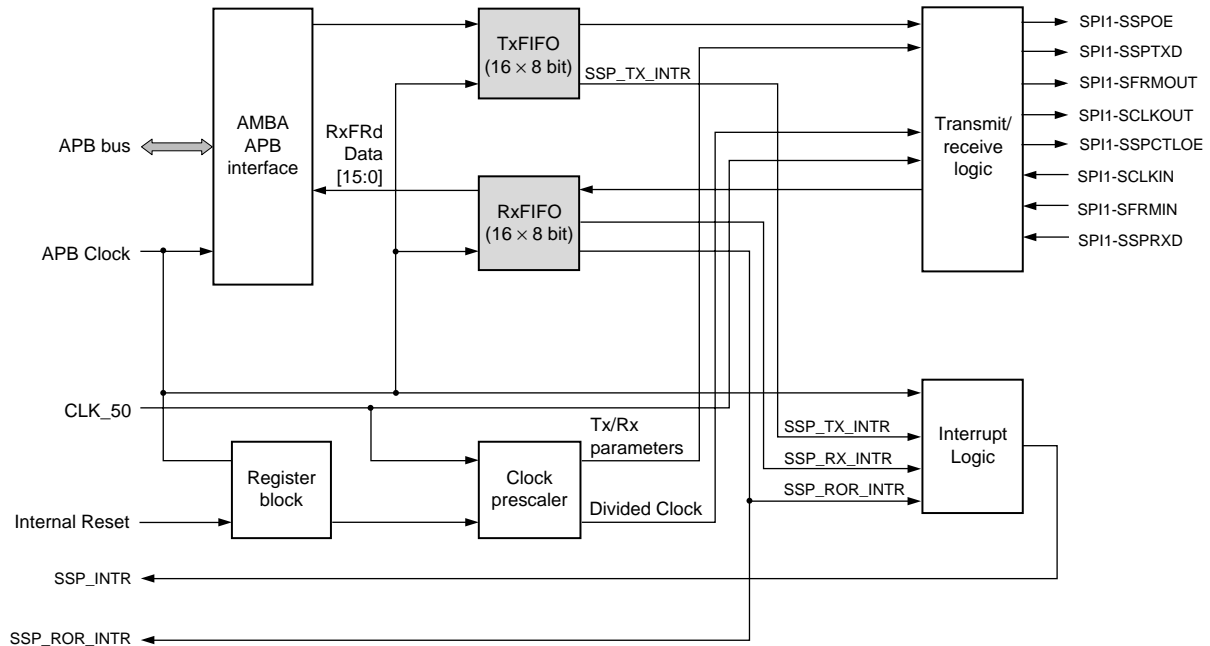 APB bus
APB Clock
CLK_50
Internal Reset
SSP_INTR
SSP_ROR_INTR
AMBA
APB
interface
RxFRd
Data
[15:0]
TxFIFO
(16 × 8 bit)
SSP_TX_INTR
RxFIFO
(16 × 8 bit)
Transmit/
receive
logic
SPI1-SSPOE
SPI1-SSPTXD
SPI1-SFRMOUT
SPI1-SCLKOUT
SPI1-SSPCTLOE
SPI1-SCLKIN
SPI1-SFRMIN
SPI1-SSPRXD
Register
block
Clock
prescaler
Tx/Rx
parameters
Divided Clock
SSP_TX_INTR
SSP_RX_INTR
SSP_ROR_INTR
Interrupt
Logic